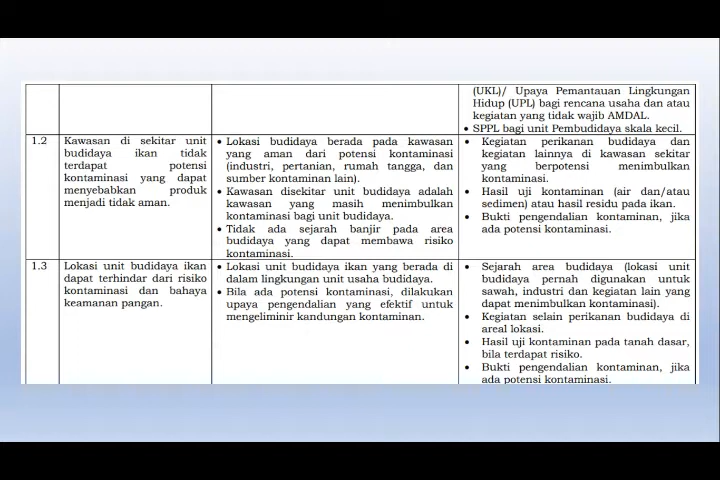 (UKL)/ Upaya Pemantauan Lingkungan
Hidup (UPL) bagi rencana usaha dan atau
kegiatan yang tidak wajib AMDAL.
• SPPL bagi unit Pembudidaya skala kecil.
1.2
Kawasan di sekitar unit
budidaya ikan tidak
terdapat potensi
kontaminasi yang dapat
menyebabkan produk
menjadi tidak aman.
• Lokasi budidaya berada pada kawasan
yang aman dari potensi kontaminasi
(industri, pertanian, rumah tangga, dan
sumber kontaminan lain).
• Kawasan disekitar unit budidaya adalah
kawasan yang masih menimbulkan
kontaminasi bagi unit budidaya.
• Tidak ada sejarah banjir pada area
budidaya yang dapat membawa risiko
kontaminasi.
• Kegiatan perikanan budidaya dan
kegiatan lainnya di kawasan sekitar
yang berpotensi menimbulkan
kontaminasi.
• Hasil uji kontaminan (air dan/atau
sedimen) atau hasil residu pada ikan.
• Bukti pengendalian kontaminan, jika
ada potensi kontaminasi.
1.3
Lokasi unit budidaya ikan
dapat terhindar dari risiko
kontaminasi dan bahaya
keamanan pangan.
• Lokasi unit budidaya ikan yang berada di
dalam lingkungan unit usaha budidaya.
• Bila ada potensi kontaminasi, dilakukan
upaya pengendalian yang efektif untuk
mengeliminir kandungan kontaminan.
• Sejarah area budidaya (lokasi unit
budidaya pernah digunakan untuk
sawah, industri dan kegiatan lain yang
dapat menimbulkan kontaminasi).
• Kegiatan selain perikanan budidaya di
areal lokasi.
• Hasil uji kontaminan pada tanah dasar,
bila terdapat risiko.
• Bukti pengendalian kontaminan, jika
ada potensi kontaminasi.